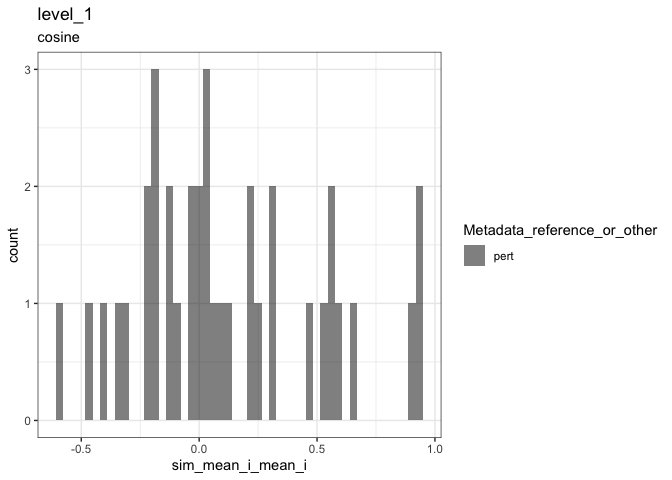 level_1
cosine
3
2
1
0
count
-0.5
0.0
0.5
1.0
sim_mean_i_mean_i
Metadata_reference_or_other
pert